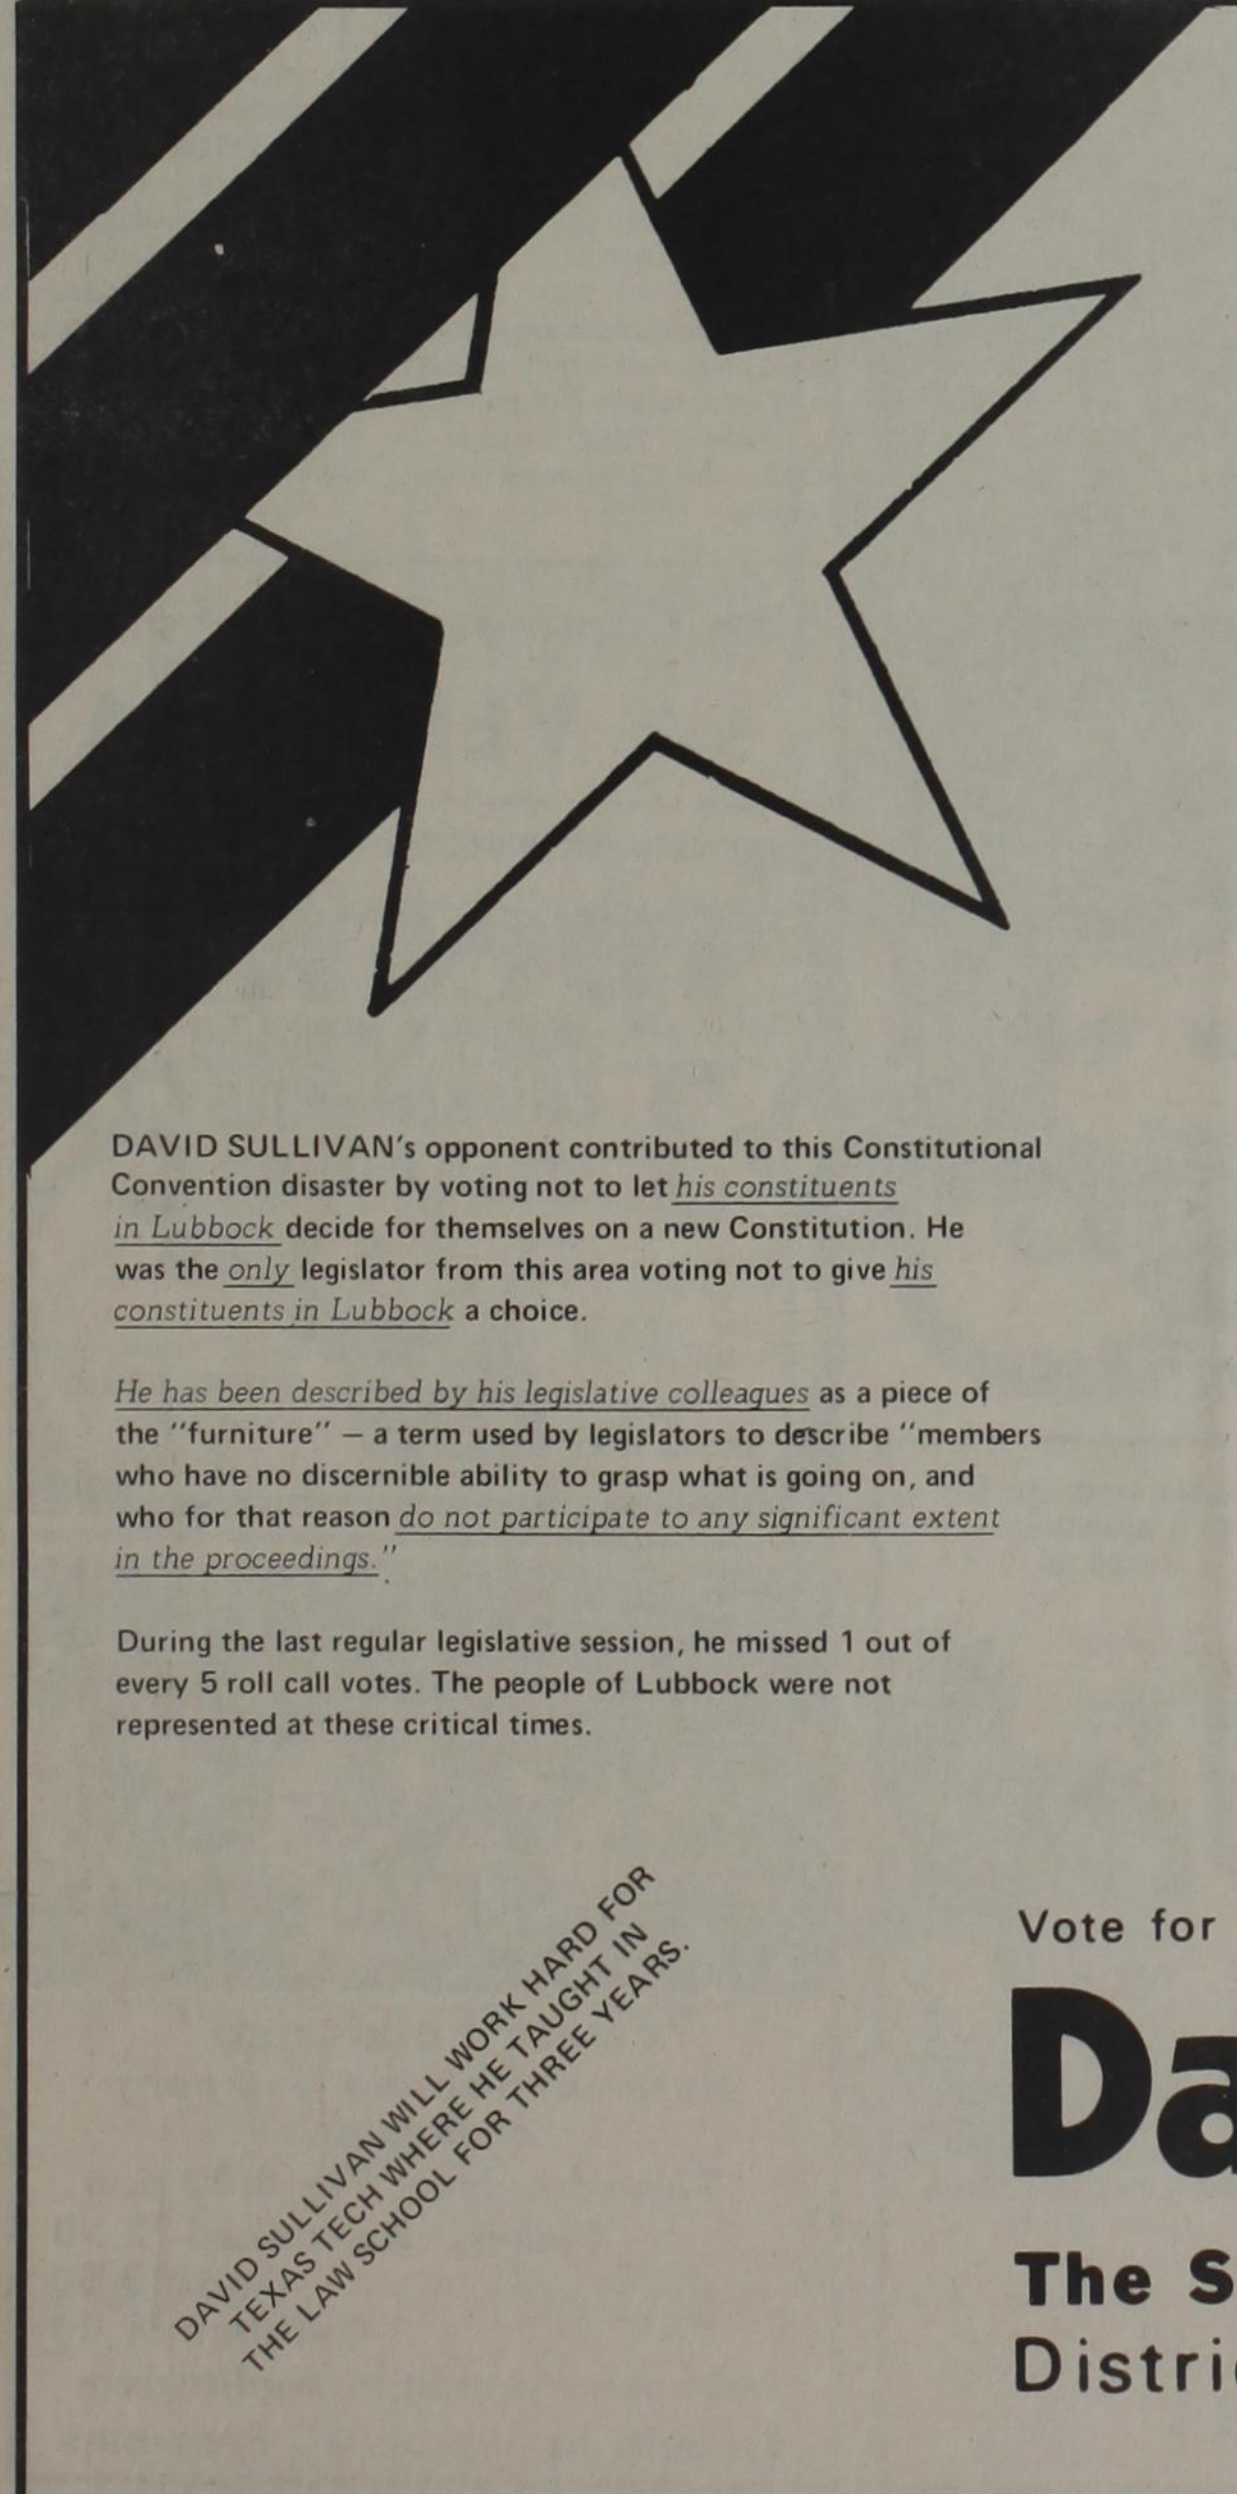 DAVID SULLIVAN's opponent contributed to this Constitutional
Convention disaster by voting not to let his constituents
in Lubbock decide for themselves on a new Constitution. He
was the only legislator from this area voting not to give his
constituents in Lubbock a choice.
He has been described by his legislative colleagues as a piece of
the "furniture" — a term used by legislators to describe "members
who have no discernible ability to grasp what is going on, and
who for that reason do not participate to any significant extent
in the proceedings."
During the last regular legislative session, he missed 1 out of
every 5 roll call votes. The people of Lubbock were not
represented at these critical times.
DAVID SULLIVAN WILL WORK HARD FOR
TEXAS TECH WHERE HE TAUGHT IN
THE LAW SCHOOL FOR THREE YEARS.
Vote for
Da
The S
Distri